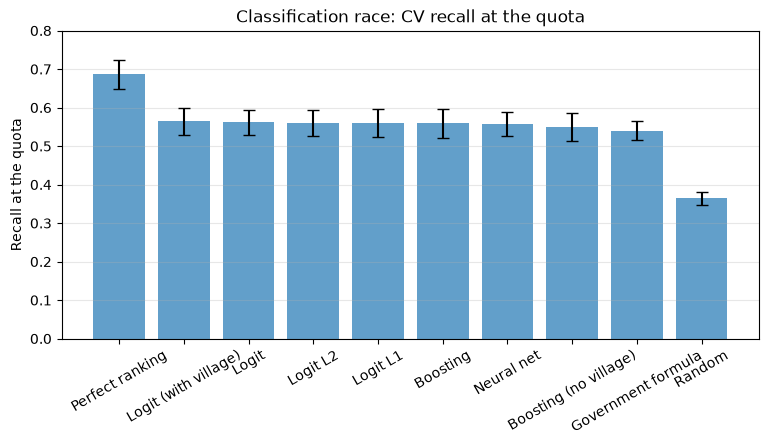 Classification race: CV recall at the quota
Recall at the quota
0.8
0.7
0.6
0.5
0.4
0.3
0.2
0.1
0.0
Perfect ranking
Logit (with village)
Logit
Logit L2
Logit L1
Boosting
Neural net
Boosting (no village)
Government formula
Random